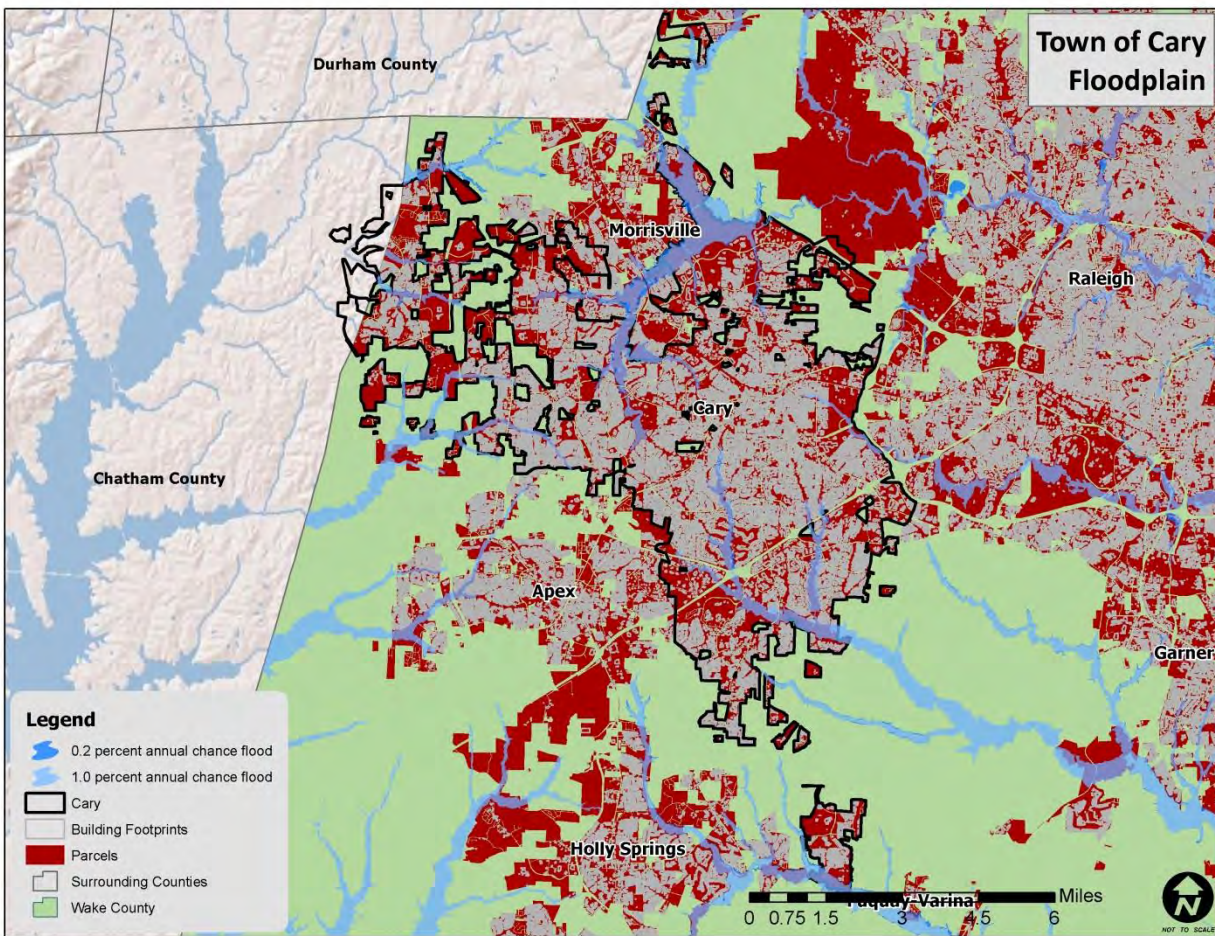 Town of Cary
Floodplain
Durham County
Morrisville
Raleigh
Cary
Chatham County
Apex
Garner
Holly Springs
Fuquay-Varina
Legend
0.2 percent annual chance flood
1.0 percent annual chance flood
Cary
Building Footprints
Parcels
Surrounding Counties
Wake County
Miles
0 0.75 1.5 3 4.5 6
N
NOT TO SCALE